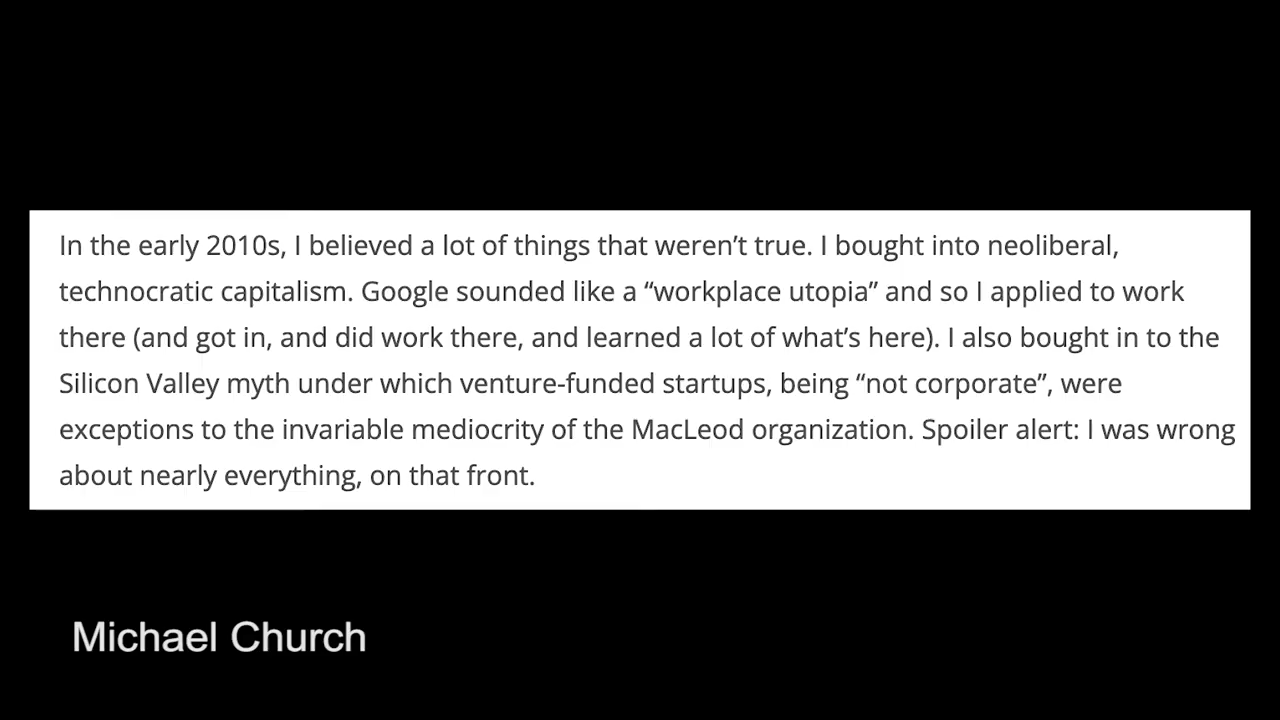 In the early 2010s, I believed a lot of things that weren’t true. I bought into neoliberal,
technocratic capitalism. Google sounded like a “workplace utopia” and so I applied to work
there (and got in, and did work there, and learned a lot of what’s here). I also bought in to the
Silicon Valley myth under which venture-funded startups, being “not corporate”, were
exceptions to the invariable mediocrity of the MacLeod organization. Spoiler alert: I was wrong
about nearly everything, on that front.
Michael Church